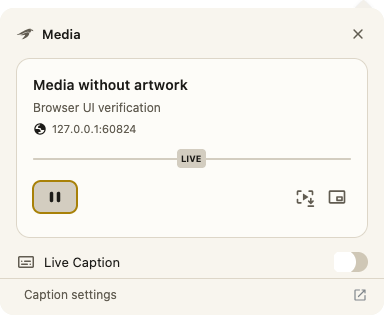 Media
Media without artwork
Browser UI verification
127.0.0.1:60824
LIVE
Live Caption
Caption settings